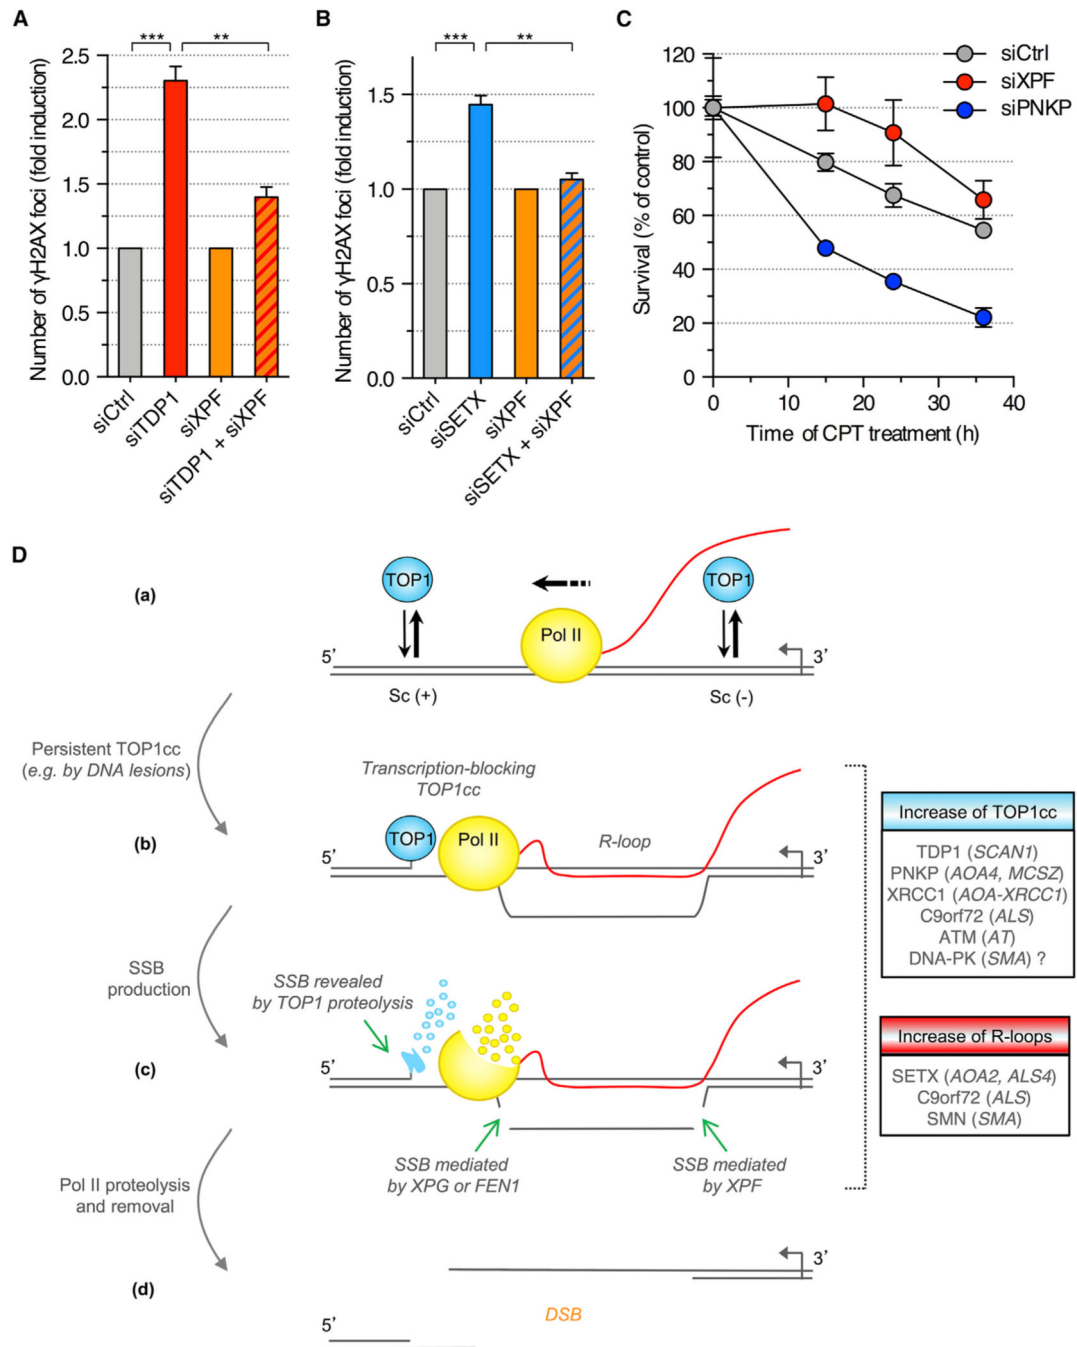 A
***
**
Number of γH2AX foci (fold induction)
2.5
2.0
1.5
1.0
0.5
0.0
siCtrl
siTDP1
siXPF
siTDP1 + siXPF
B
***
**
Number of γH2AX foci (fold induction)
1.5
1.0
0.5
0.0
siCtrl
siSETX
siXPF
siSETX + siXPF
C
siCtrl
siXPF
siPNKP
Survival (% of control)
120
100
80
60
40
20
0
0 10 20 30 40
Time of CPT treatment (h)
D
(a)
TOP1
Pol II
TOP1
5’
3’
Sc (+)
Sc (-)
Persistent TOP1cc
(e.g. by DNA lesions)
Transcription-blocking
TOP1cc
(b)
TOP1
Pol II
R-loop
5’
3’
SSB
production
SSB revealed
by TOP1 proteolysis
(c)
5’
3’
SSB mediated
by XPG or FEN1
SSB mediated
by XPF
Pol II proteolysis
and removal
(d)
3’
DSB
5’
Increase of TOP1cc
TDP1 (SCAN1)
PNKP (AOA4, MCSZ)
XRCC1 (AOA-XRCC1)
C9orf72 (ALS)
ATM (AT)
DNA-PK (SMA) ?
Increase of R-loops
SETX (AOA2, ALS4)
C9orf72 (ALS)
SMN (SMA)